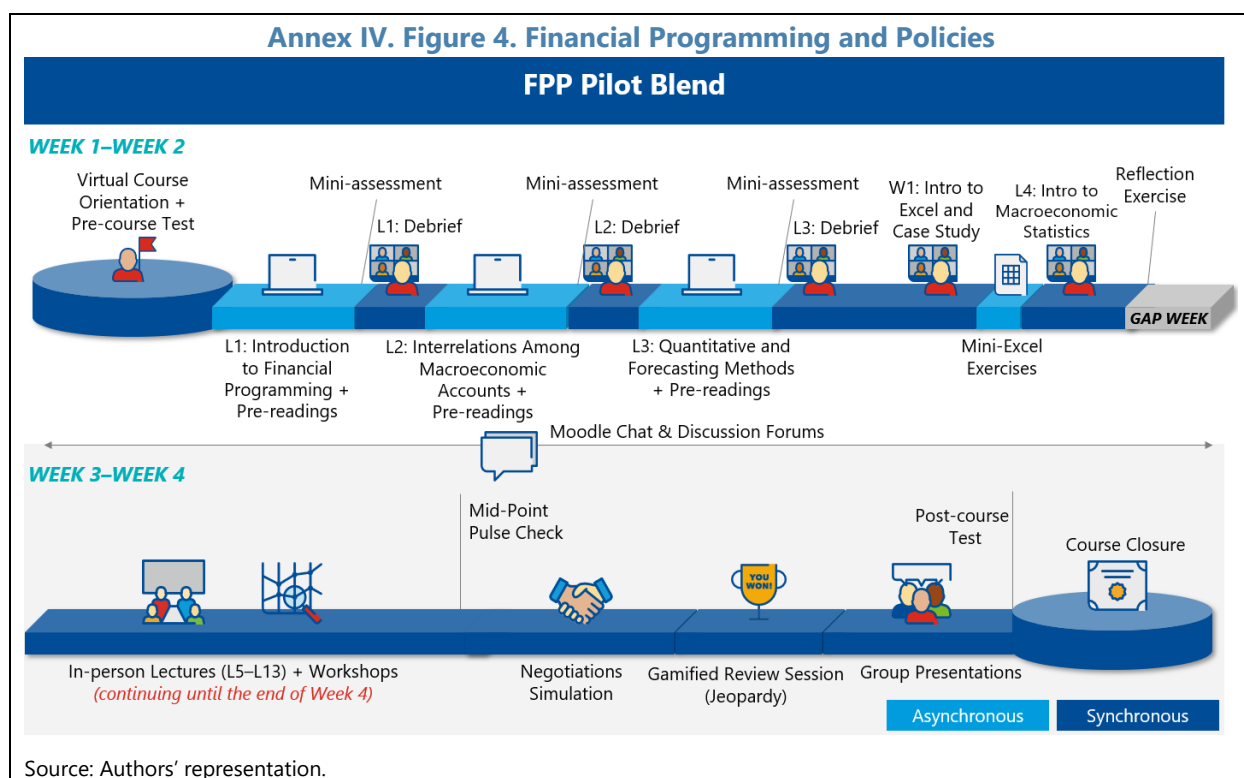 Annex IV. Figure 4. Financial Programming and Policies
FPP Pilot Blend
WEEK 1–WEEK 2
Virtual Course
Orientation +
Pre-course Test
Mini-assessment
L1: Debrief
Mini-assessment
L2: Debrief
Mini-assessment
L3: Debrief
W1: Intro to
Excel and
Case Study
L4: Intro to
Macroeconomic
Statistics
Reflection
Exercise
GAP WEEK
L1: Introduction
to Financial
Programming +
Pre-readings
L2: Interrelations Among
Macroeconomic
Accounts +
Pre-readings
L3: Quantitative and
Forecasting Methods
+ Pre-readings
Mini-Excel
Exercises
Moodle Chat & Discussion Forums
WEEK 3–WEEK 4
Mid-Point
Pulse Check
Post-course
Test
Course Closure
YOU
WON!
In-person Lectures (L5–L13) + Workshops
(continuing until the end of Week 4)
Negotiations
Simulation
Gamified Review Session
(Jeopardy)
Group Presentations
Asynchronous
Synchronous
Source: Authors’ representation.